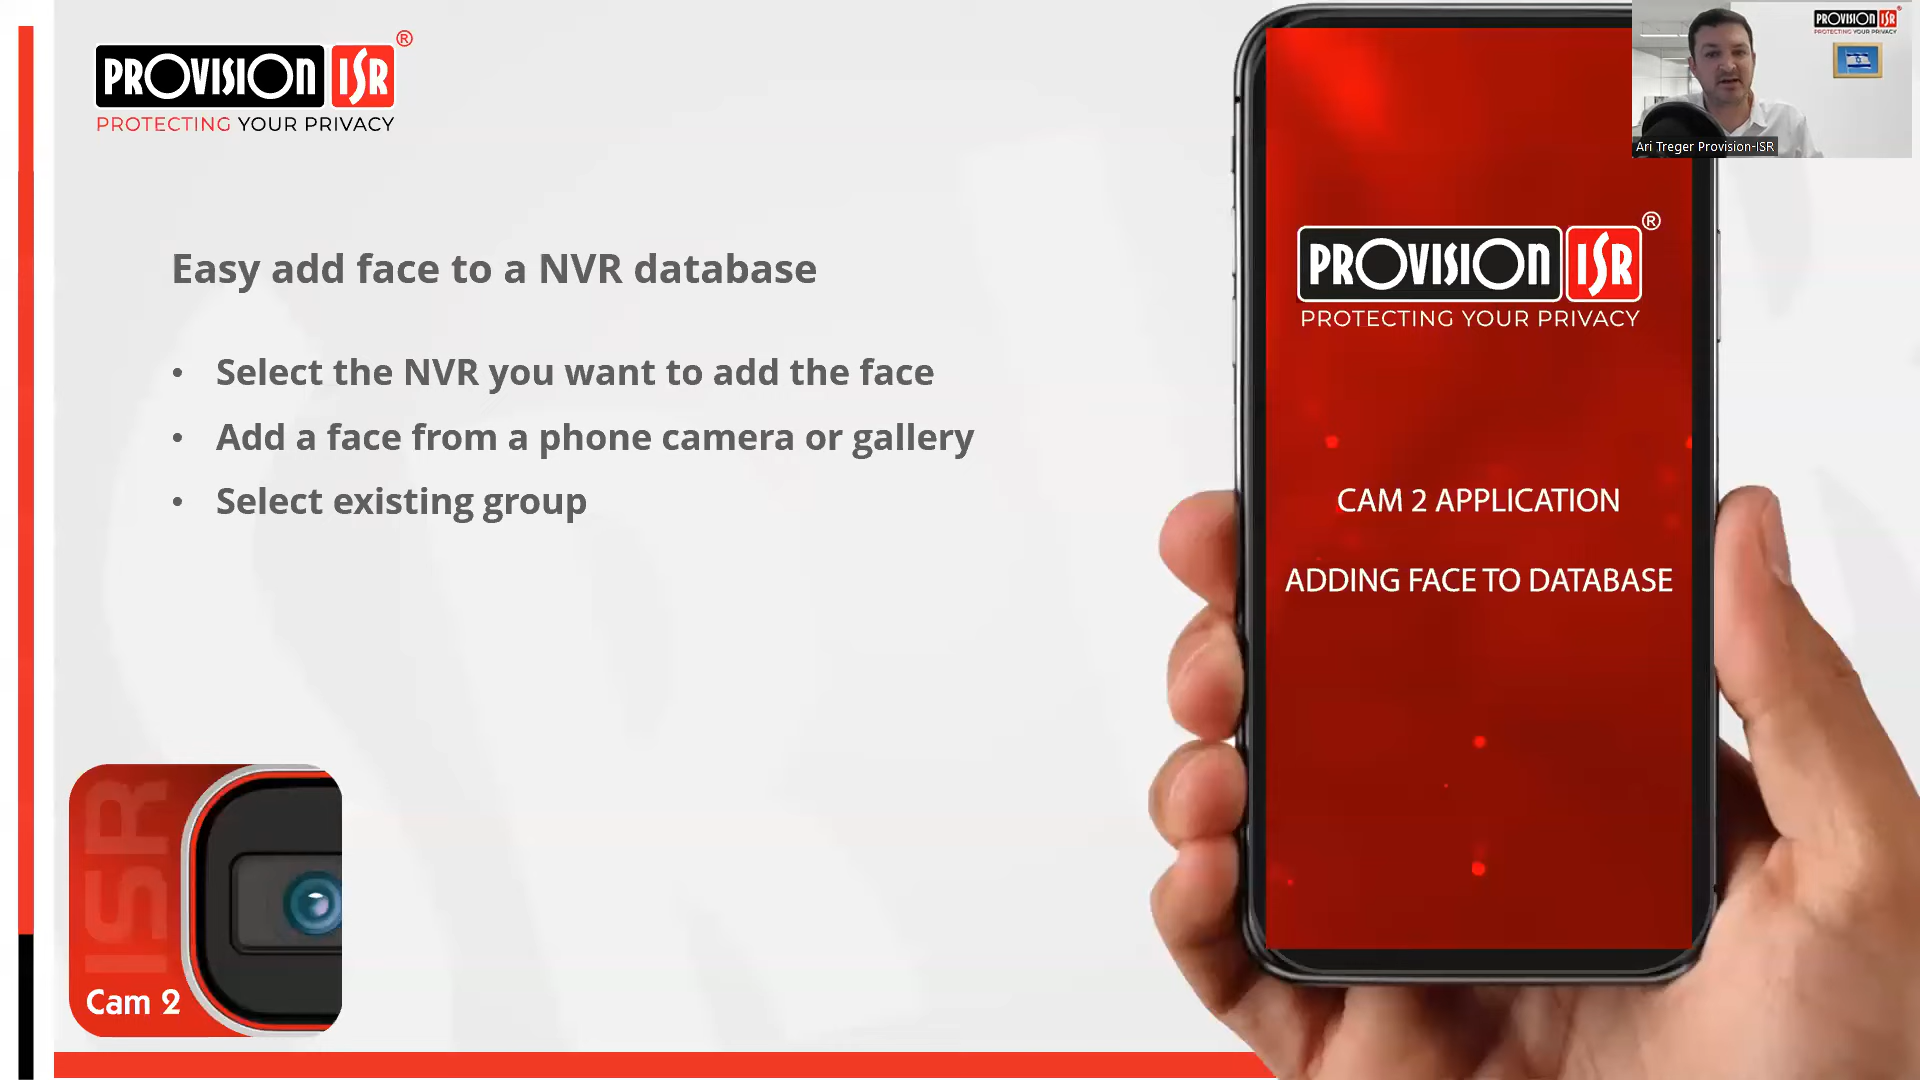 PROVISION ISR®
PROTECTING YOUR PRIVACY
Easy add face to a NVR database
• Select the NVR you want to add the face
• Add a face from a phone camera or gallery
• Select existing group
ISR
Cam 2
PROVISION ISR®
PROTECTING YOUR PRIVACY
CAM 2 APPLICATION
ADDING FACE TO DATABASE
PROVISION ISR®
PROTECTING YOUR PRIVACY
Ari Treger Provision-ISR